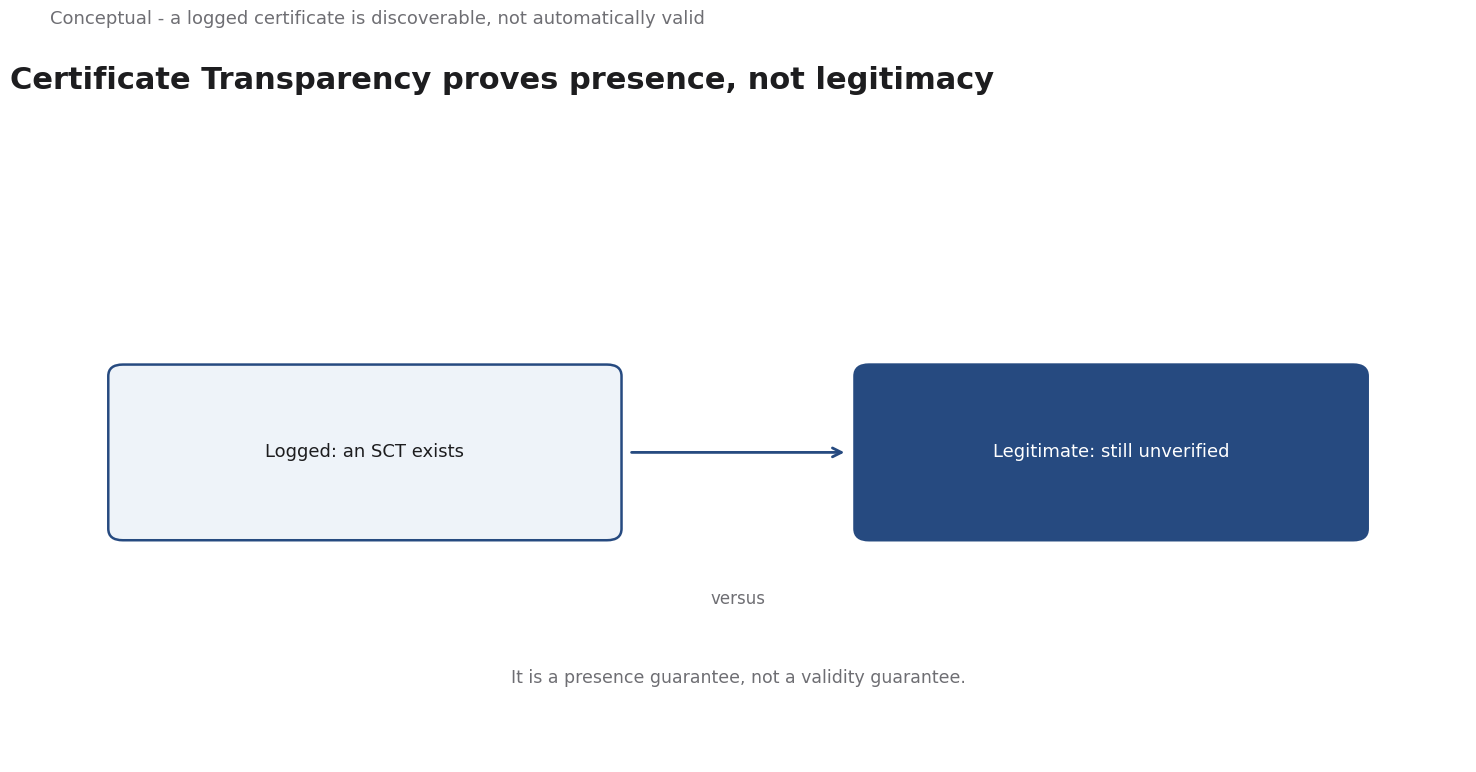 Conceptual - a logged certificate is discoverable, not automatically valid
Certificate Transparency proves presence, not legitimacy
Logged: an SCT exists
Legitimate: still unverified
versus
It is a presence guarantee, not a validity guarantee.